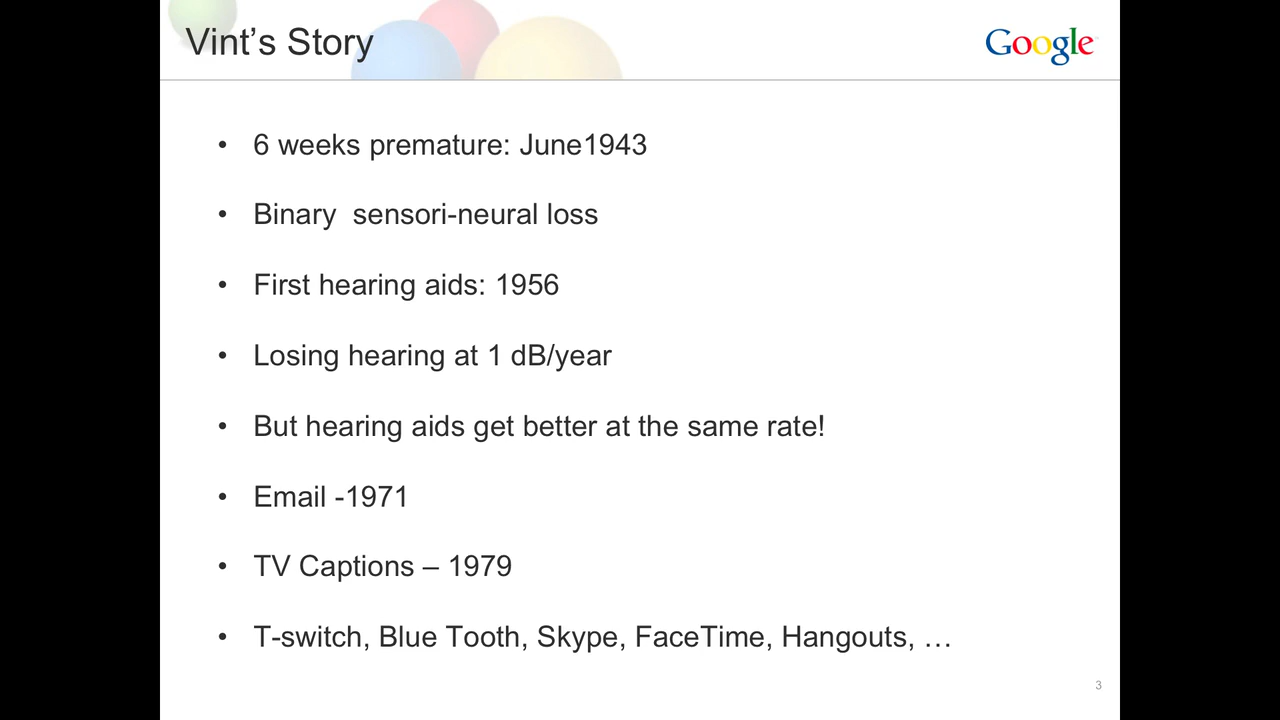 Vint’s Story
Google
• 6 weeks premature: June1943
• Binary  sensori-neural loss
• First hearing aids: 1956
• Losing hearing at 1 dB/year
• But hearing aids get better at the same rate!
• Email -1971
• TV Captions – 1979
• T-switch, Blue Tooth, Skype, FaceTime, Hangouts, …
3